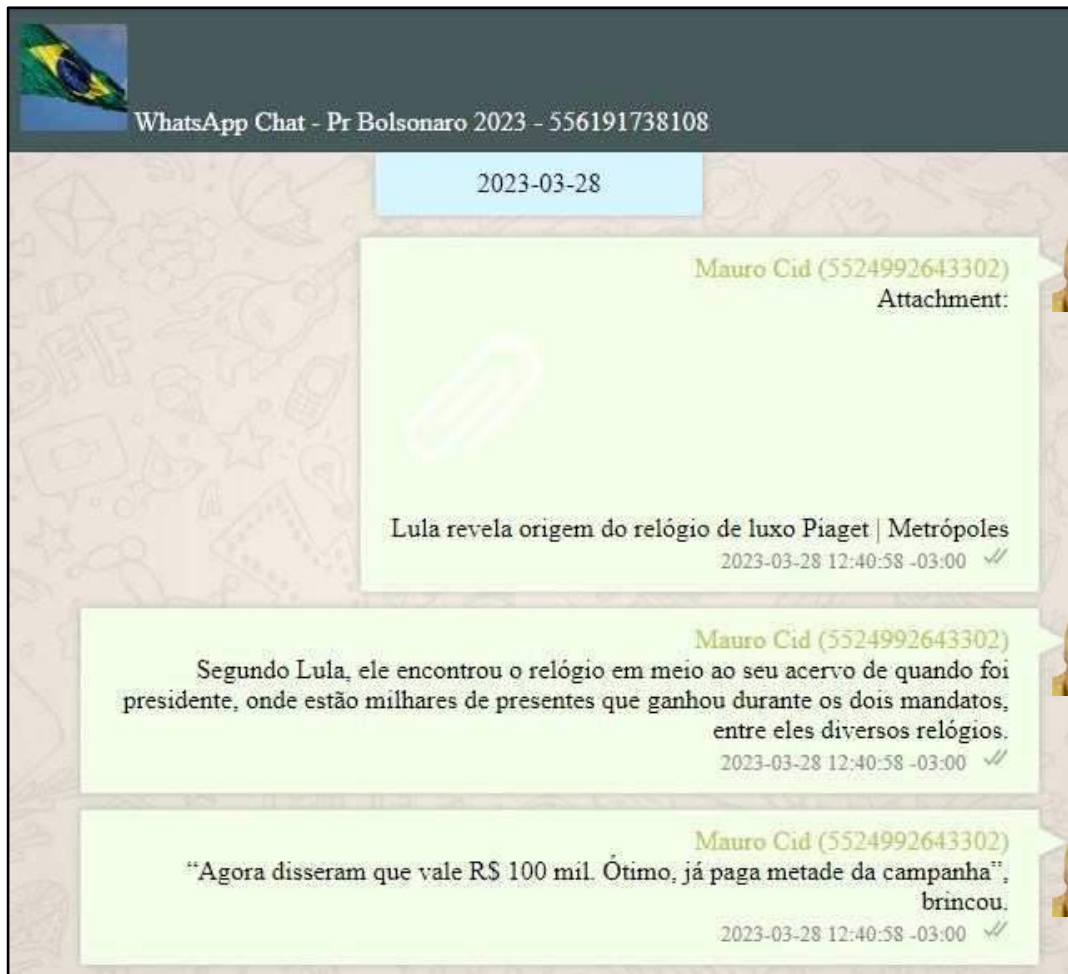 WhatsApp Chat - Pr Bolsonaro 2023 - 556191738108
2023-03-28
Mauro Cid (5524992643302)
Attachment:
Lula revela origem do relógio de luxo Piaget | Metrópoles
2023-03-28 12:40:58 -03:00
Mauro Cid (5524992643302)
Segundo Lula, ele encontrou o relógio em meio ao seu acervo de quando foi
presidente, onde estão milhares de presentes que ganhou durante os dois mandatos,
entre eles diversos relógios.
2023-03-28 12:40:58 -03:00
Mauro Cid (5524992643302)
“Agora disseram que vale R$ 100 mil. Ótimo, já paga metade da campanha”,
brincou.
2023-03-28 12:40:58 -03:00